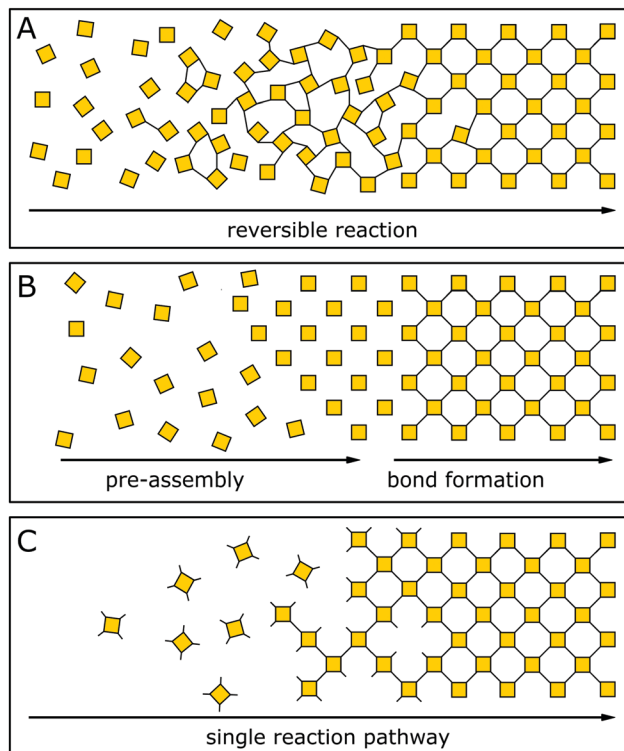 A
reversible reaction
B
pre-assembly
bond formation
C
single reaction pathway